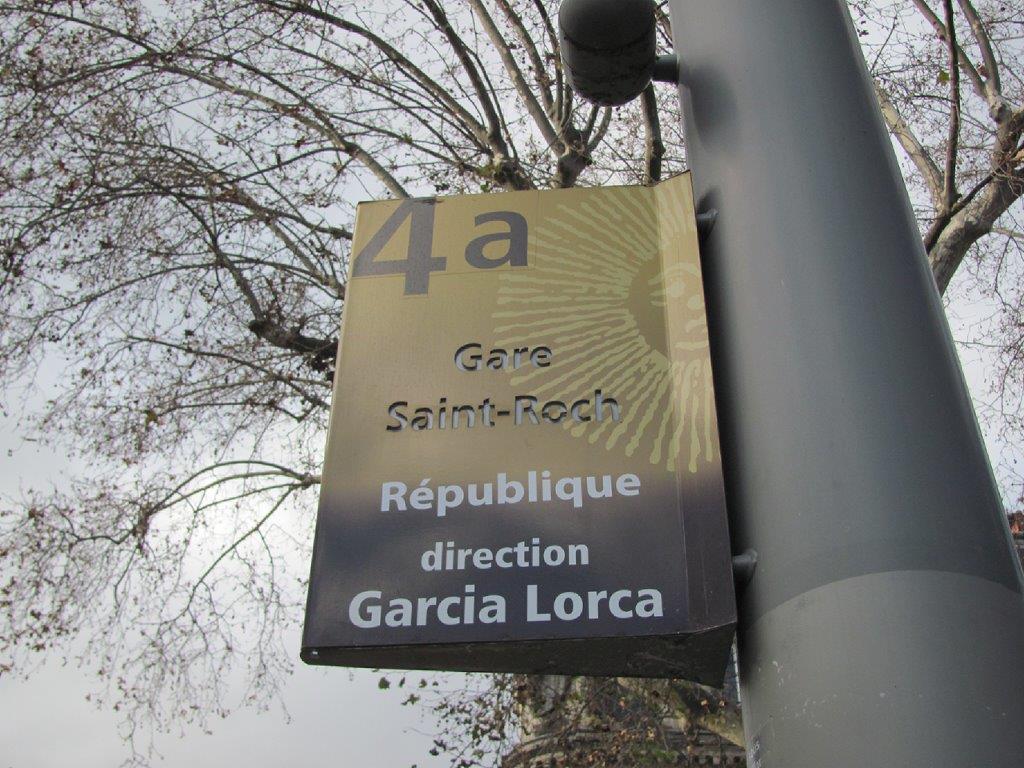 4a
Gare
Saint-Roch
République
direction
Garcia Lorca